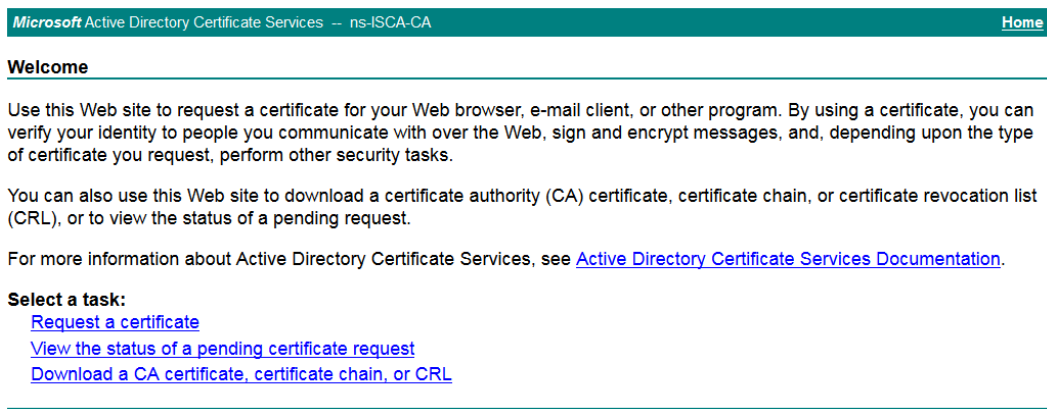 Microsoft Active Directory Certificate Services -- ns-ISCA-CA Home
Welcome
Use this Web site to request a certificate for your Web browser, e-mail client, or other program. By using a certificate, you can
verify your identity to people you communicate with over the Web, sign and encrypt messages, and, depending upon the type
of certificate you request, perform other security tasks.
You can also use this Web site to download a certificate authority (CA) certificate, certificate chain, or certificate revocation list
(CRL), or to view the status of a pending request.
For more information about Active Directory Certificate Services, see Active Directory Certificate Services Documentation.
Select a task:
Request a certificate
View the status of a pending certificate request
Download a CA certificate, certificate chain, or CRL